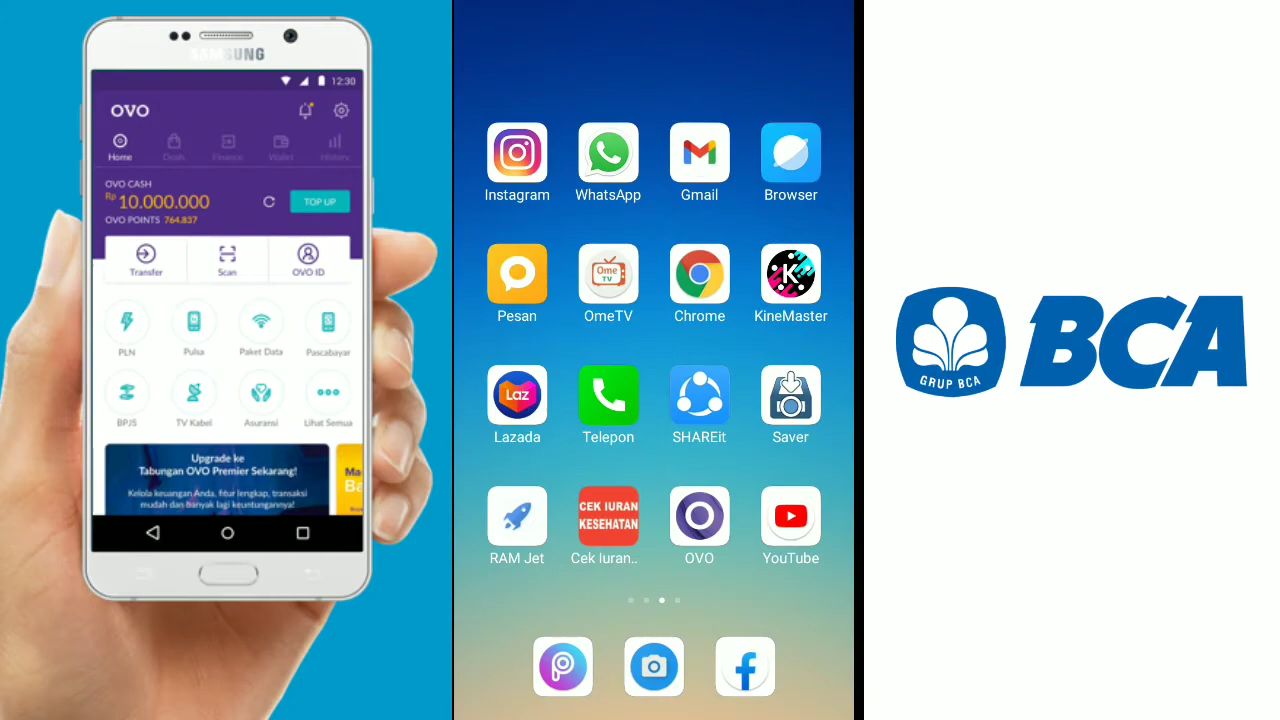 SAMSUNG
12:30
OVO
Home
Deals
Finance
Wallet
History
OVO CASH
Rp 10.000.000
TOP UP
OVO POINTS 764.837
Transfer
Scan
OVO ID
PLN
Pulsa
Paket Data
Pascabayar
BPJS
TV Kabel
Asuransi
Lihat Semua
Upgrade ke
Tabungan OVO Premier Sekarang!
Kelola keuangan Anda, fitur lengkap, transaksi
mudah dan banyak lagi keuntungannya!
Ma
Ba
Instagram
WhatsApp
Gmail
Browser
Ome
TV
K
Pesan
OmeTV
Chrome
KineMaster
Laz
Lazada
Telepon
SHAREit
Saver
CEK IURAN
KESEHATAN
RAM Jet
Cek Iuran..
OVO
YouTube
GRUP BCA
BCA